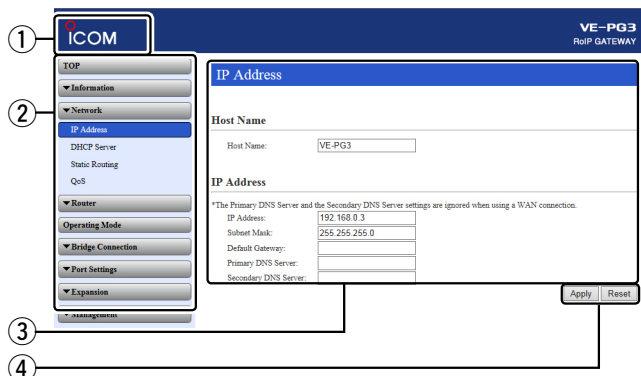 ①
ICOM
VE-PG3
RoIP GATEWAY
②
TOP
▼Information
▼Network
IP Address
DHCP Server
Static Routing
QoS
▼Router
Operating Mode
▼Bridge Connection
▼Port Settings
▼Expansion
▼Management
IP Address
Host Name
Host Name: VE-PG3
IP Address
*The Primary DNS Server and the Secondary DNS Server settings are ignored when using a WAN connection.
IP Address: 192.168.0.3
Subnet Mask: 255.255.255.0
Default Gateway:
Primary DNS Server:
Secondary DNS Server:
Apply Reset
③
④